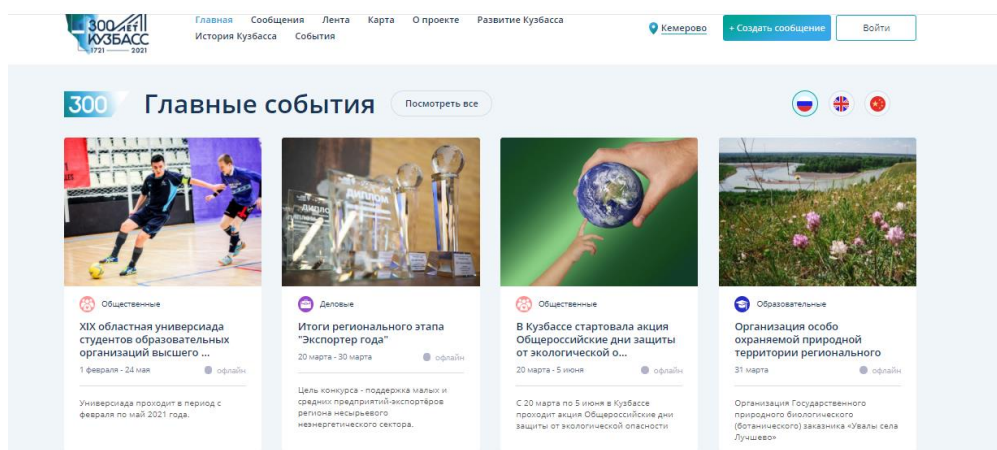 300 ЛЕТ
КУЗБАСС
1721 2021
Главная Сообщения Лента Карта О проекте Развитие Кузбасса
История Кузбасса События
Кемерово
+ Создать сообщение
Войти
300
Главные события
Посмотреть все
ДИПЛОМ
Общественные
XIX областная универсиада
студентов образовательных
организаций высшего ...
1 февраля - 24 мая
офлайн
Универсиада проходит в период с
февраля по май 2021 года.
Деловые
Итоги регионального этапа
"Экспортер года"
20 марта - 30 марта
офлайн
Цель конкурса - поддержка малых и
средних предприятий-экспортёров
региона несырьевого
неэнергетического сектора.
Общественные
В Кузбассе стартовала акция
Общероссийские дни защиты
от экологической о...
20 марта - 5 июня
офлайн
С 20 марта по 5 июня в Кузбассе
проходит акция Общероссийские дни
защиты от экологической опасности
Образовательные
Организация особо
охраняемой природной
территории регионального
31 марта
офлайн
Организация Государственного
природного биологического
(ботанического) заказника «Увалы села
Лучшево»